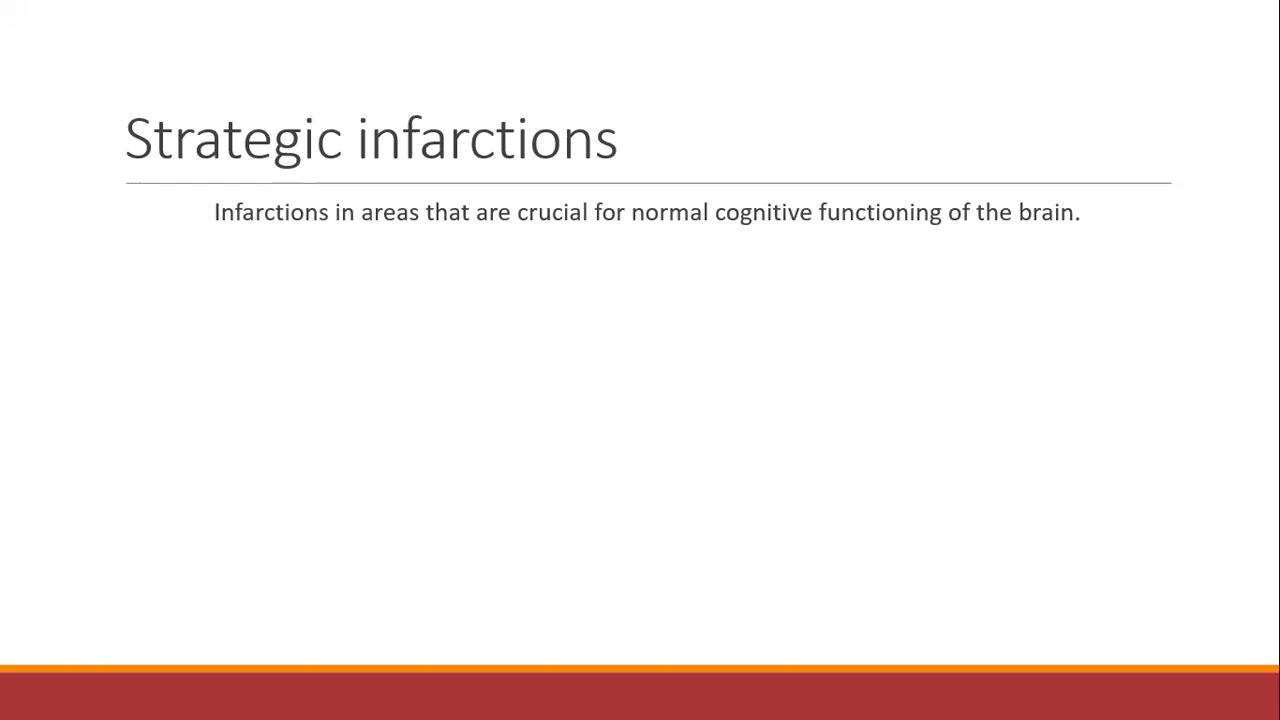 Strategic infarctions
Infarctions in areas that are crucial for normal cognitive functioning of the brain.